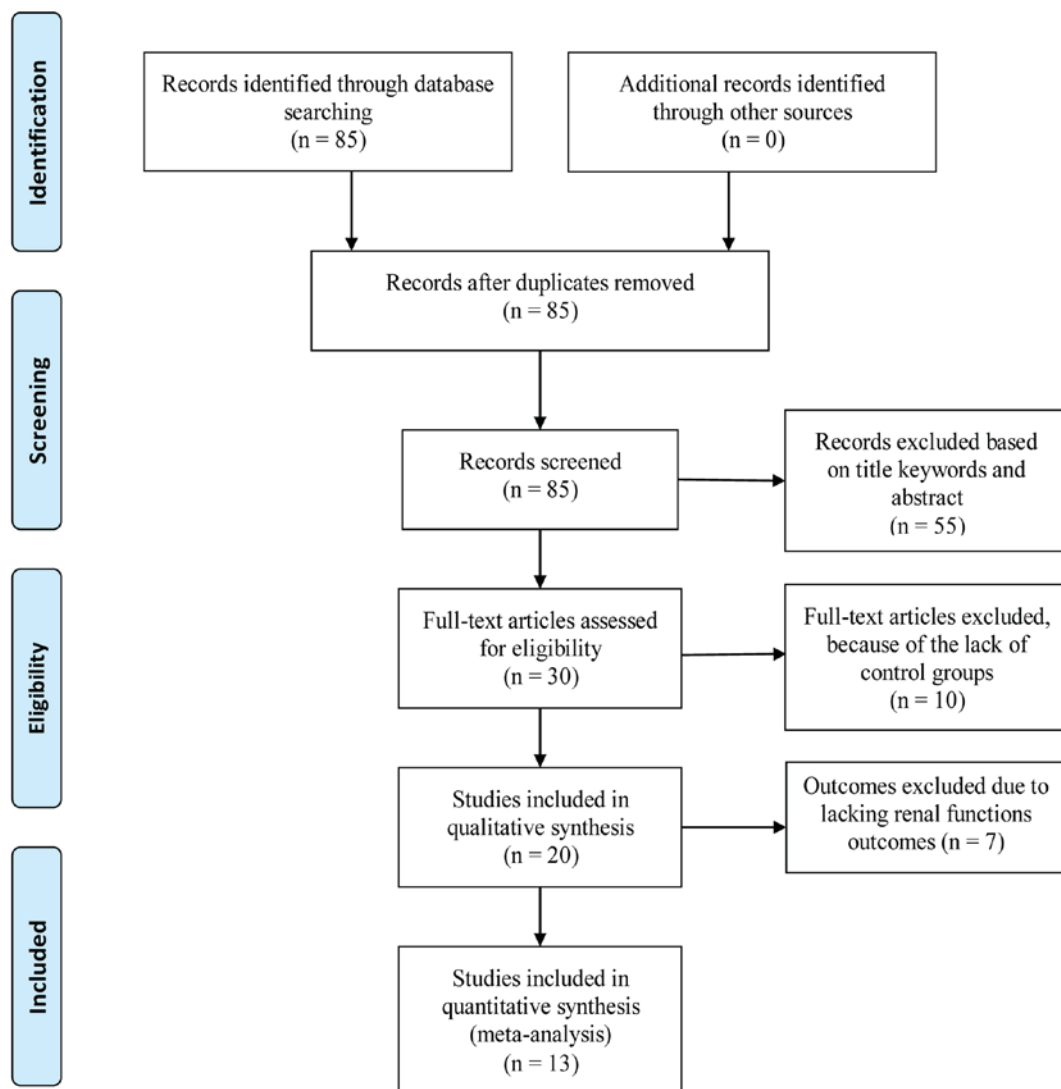 Identification
Records identified through database
searching
(n = 85)
Additional records identified
through other sources
(n = 0)
Records after duplicates removed
(n = 85)
Screening
Records screened
(n = 85)
Records excluded based
on title keywords and
abstract
(n = 55)
Eligibility
Full-text articles assessed
for eligibility
(n = 30)
Full-text articles excluded,
because of the lack of
control groups
(n = 10)
Studies included in
qualitative synthesis
(n = 20)
Outcomes excluded due to
lacking renal functions
outcomes (n = 7)
Included
Studies included in
quantitative synthesis
(meta-analysis)
(n = 13)